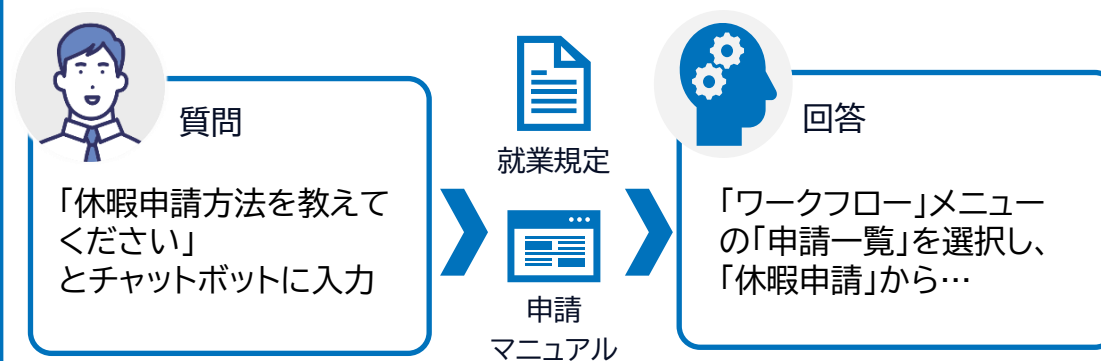 質問
「休暇申請方法を教えて
ください」
とチャットボットに入力
就業規定
申請
マニュアル
回答
「ワークフロー」メニュー
の「申請一覧」を選択し、
「休暇申請」から…